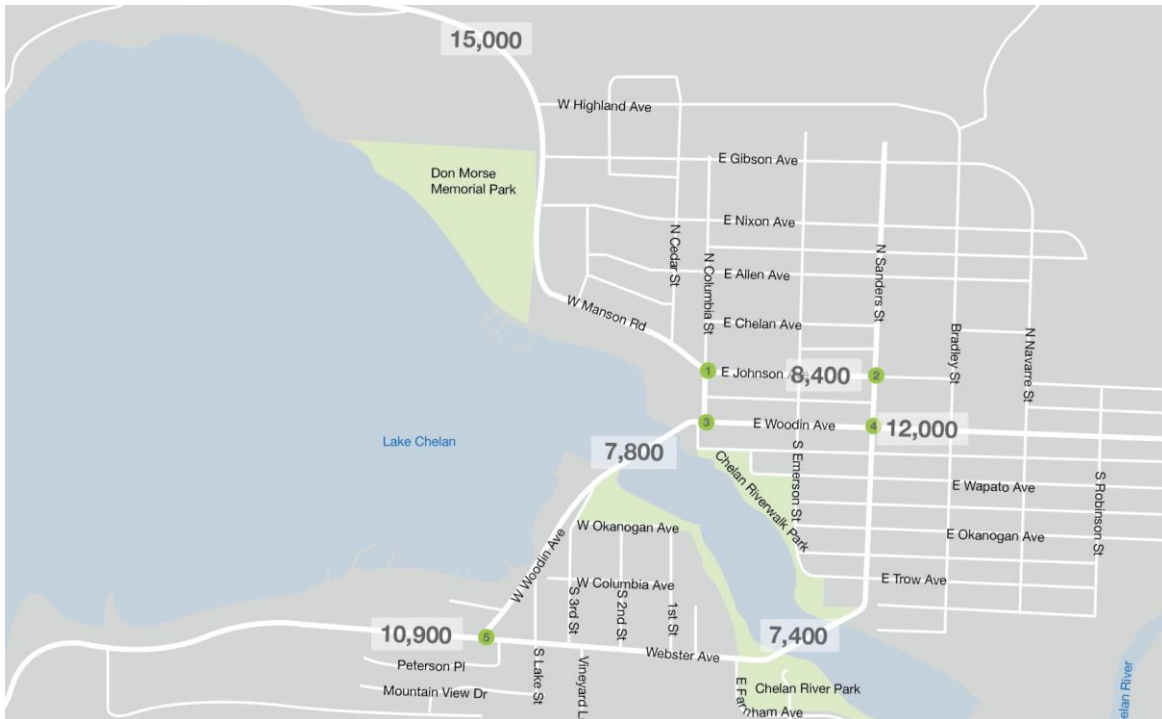 15,000
W Highland Ave
E Gibson Ave
Don Morse
Memorial Park
E Nixon Ave
N Cedar St
N Columbia St
N Sanders St
E Allen Ave
W Manson Rd
E Chelan Ave
Bradley St
N Navarre St
1
E Johnson
8,400
2
3
E Woodin Ave
4
12,000
Lake Chelan
7,800
Chelan Riverwalk Park
S Emerson St
E Wapato Ave
S Robinson St
W Okanogan Ave
E Okanogan Ave
W Woodin Ave
W Columbia Ave
E Trow Ave
S 3rd St
S 2nd St
1st St
10,900
5
7,400
Webster Ave
Peterson Pl
S Lake St
Vineyard L
Mountain View Dr
Chelan River Park
E Farnham Ave
elan River